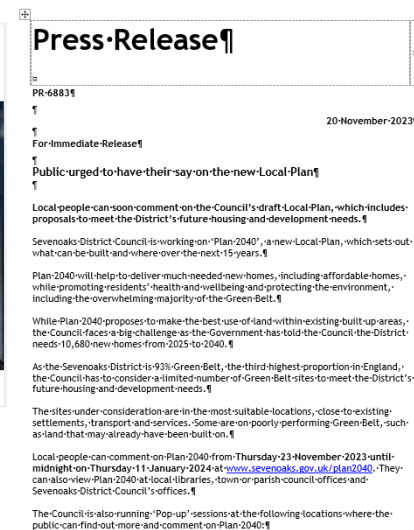 Press Release¶
PR-6883¶
¶
20 November 2023¶
¶
For Immediate Release¶
¶
Public urged to have their say on the new Local Plan¶
¶
Local people can soon comment on the Council's draft Local Plan, which includes
proposals to meet the District's future housing and development needs.¶
Sevenoaks District Council is working on 'Plan 2040', a new Local Plan, which sets out
what can be built and where over the next 15 years.¶
Plan 2040 will help to deliver much needed new homes, including affordable homes,
while promoting residents' health and wellbeing and protecting the environment,
including the overwhelming majority of the Green Belt.¶
While Plan 2040 proposes to make the best use of land within existing built up areas,
the Council faces a big challenge as the Government has told the Council the District
needs 10,680 new homes from 2025 to 2040.¶
As the Sevenoaks District is 93% Green Belt, the third highest proportion in England,
the Council has to consider a limited number of Green Belt sites to meet the District's
future housing and development needs.¶
The sites under consideration are in the most suitable locations, close to existing
settlements, transport and services. Some are on poorly performing Green Belt, such
as land that may already have been built on.¶
Local people can comment on Plan 2040 from Thursday 23 November 2023 until
midnight on Thursday 11 January 2024 at www.sevenoaks.gov.uk/plan2040. They
can also view Plan 2040 at local libraries, town or parish council offices and
Sevenoaks District Council's offices.¶
The Council is also running 'Pop up' sessions at the following locations where the
public can find out more and comment on Plan 2040:¶